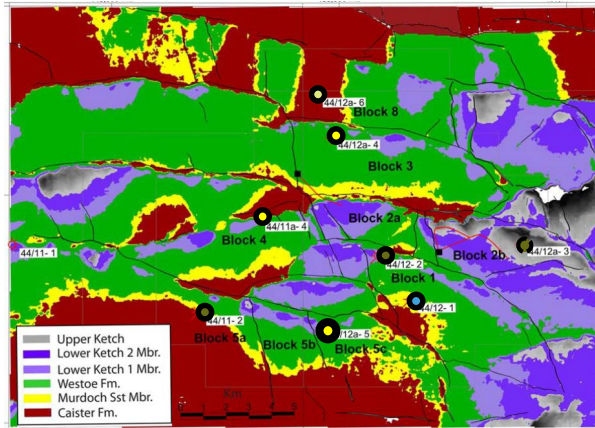 44/12a- 6
Block 8
44/12a- 4
Block 3
Block 2a
44/11a- 4
Block 4
44/11- 1
44/12a- 3
Block 2b
44/12- 2
Block 1
44/12- 1
44/11- 2
/12a- 5
Block 5a
Block 5b
Block 5c
Upper Ketch
Lower Ketch 2 Mbr.
Lower Ketch 1 Mbr.
Westoe Fm.
Murdoch Sst Mbr.
Caister Fm.
Km